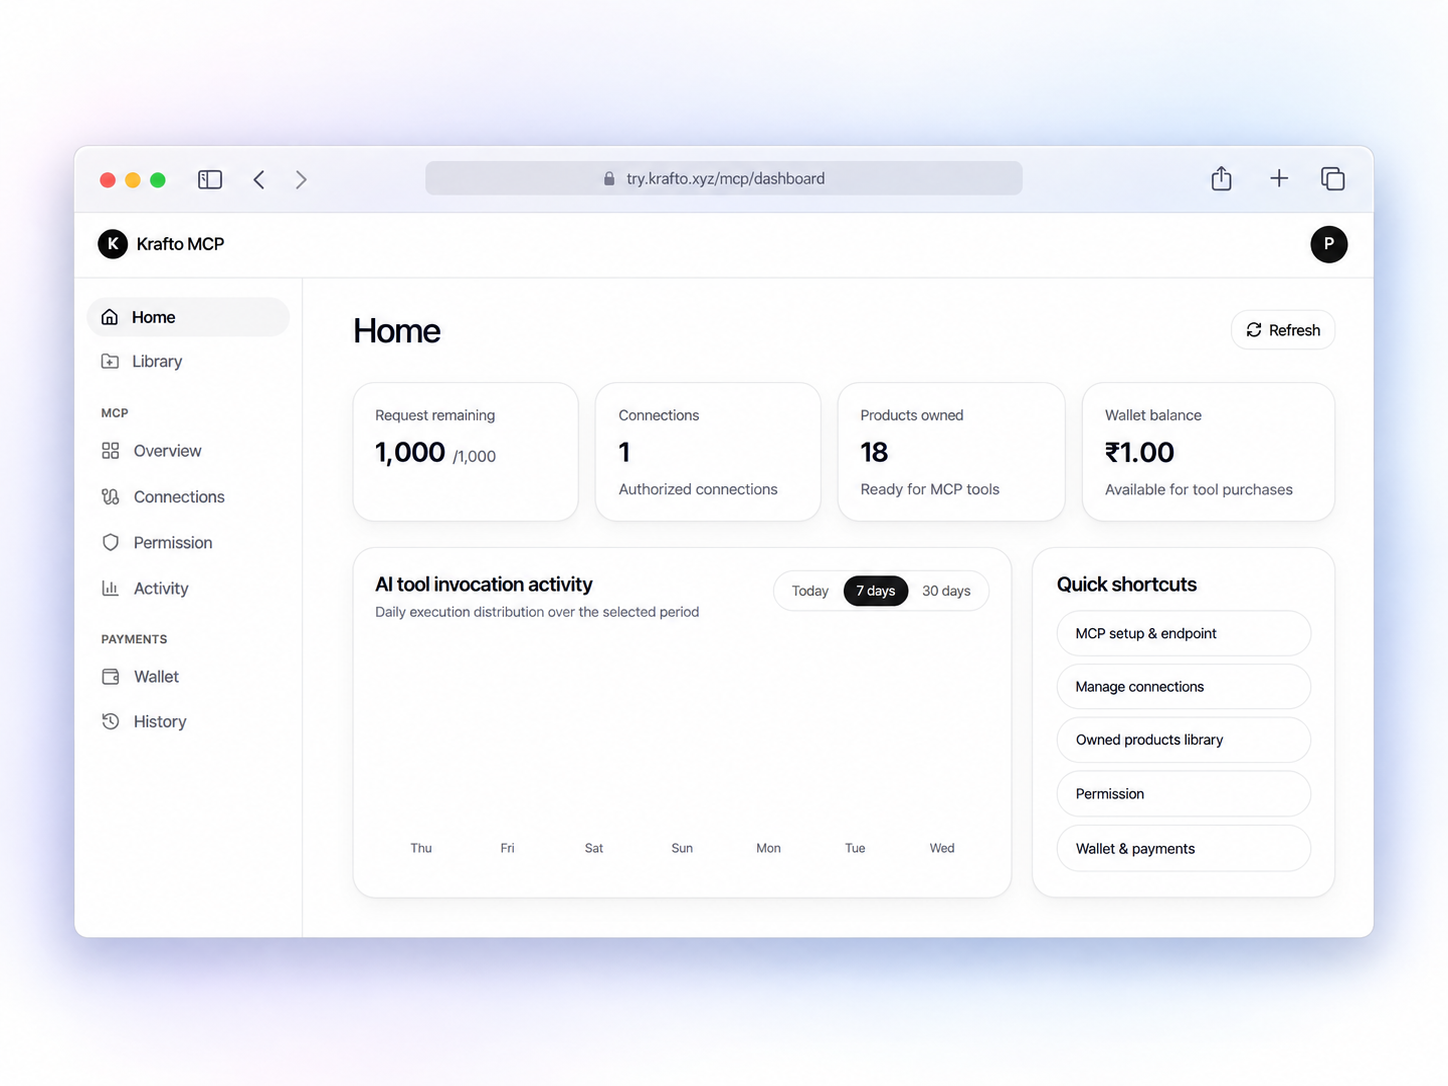 try.krafto.xyz/mcp/dashboard
K Krafto MCP
P
Home
Library
MCP
Overview
Connections
Permission
Activity
PAYMENTS
Wallet
History
Home
Refresh
Request remaining
1,000 /1,000
Connections
1
Authorized connections
Products owned
18
Ready for MCP tools
Wallet balance
₹1.00
Available for tool purchases
AI tool invocation activity
Daily execution distribution over the selected period
Today 7 days 30 days
Thu Fri Sat Sun Mon Tue Wed
Quick shortcuts
MCP setup & endpoint
Manage connections
Owned products library
Permission
Wallet & payments